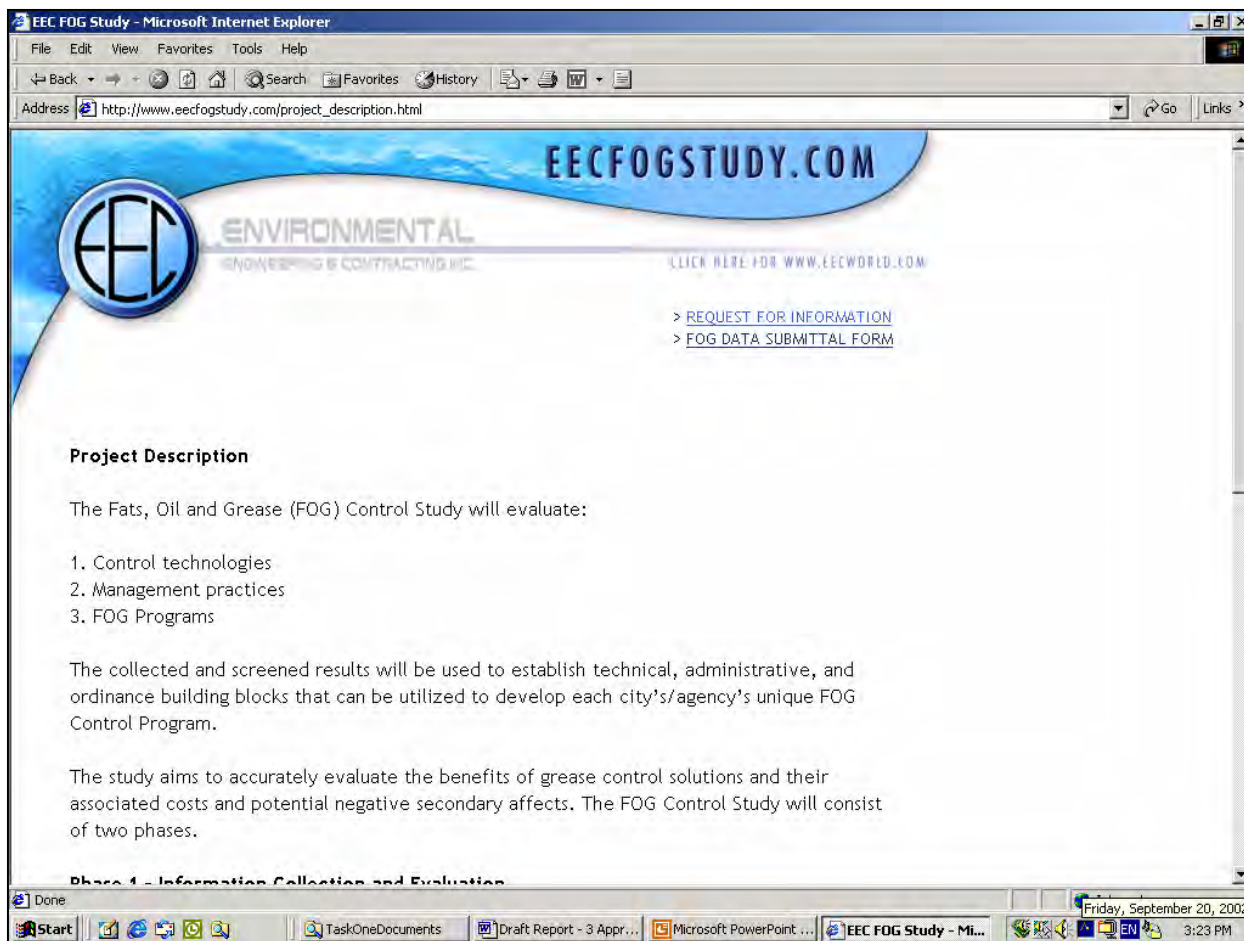 EEC FOG Study - Microsoft Internet Explorer
File Edit View Favorites Tools Help
Back Search Favorites History
Address http://www.eecfogstudy.com/project_description.html Go Links
EECFOGSTUDY.COM
EEC
ENVIRONMENTAL
ENGINEERING & CONTRACTING INC.
CLICK HERE FOR WWW.EECWORLD.COM
> REQUEST FOR INFORMATION
> FOG DATA SUBMITTAL FORM
Project Description
The Fats, Oil and Grease (FOG) Control Study will evaluate:
1. Control technologies
2. Management practices
3. FOG Programs
The collected and screened results will be used to establish technical, administrative, and
ordinance building blocks that can be utilized to develop each city's/agency's unique FOG
Control Program.
The study aims to accurately evaluate the benefits of grease control solutions and their
associated costs and potential negative secondary affects. The FOG Control Study will consist
of two phases.
Phase 1 - Information Collection and Evaluation
Done
Friday, September 20, 2002
Start TaskOneDocuments Draft Report - 3 Appr... Microsoft PowerPoint ... EEC FOG Study - Mi... EN 3:23 PM